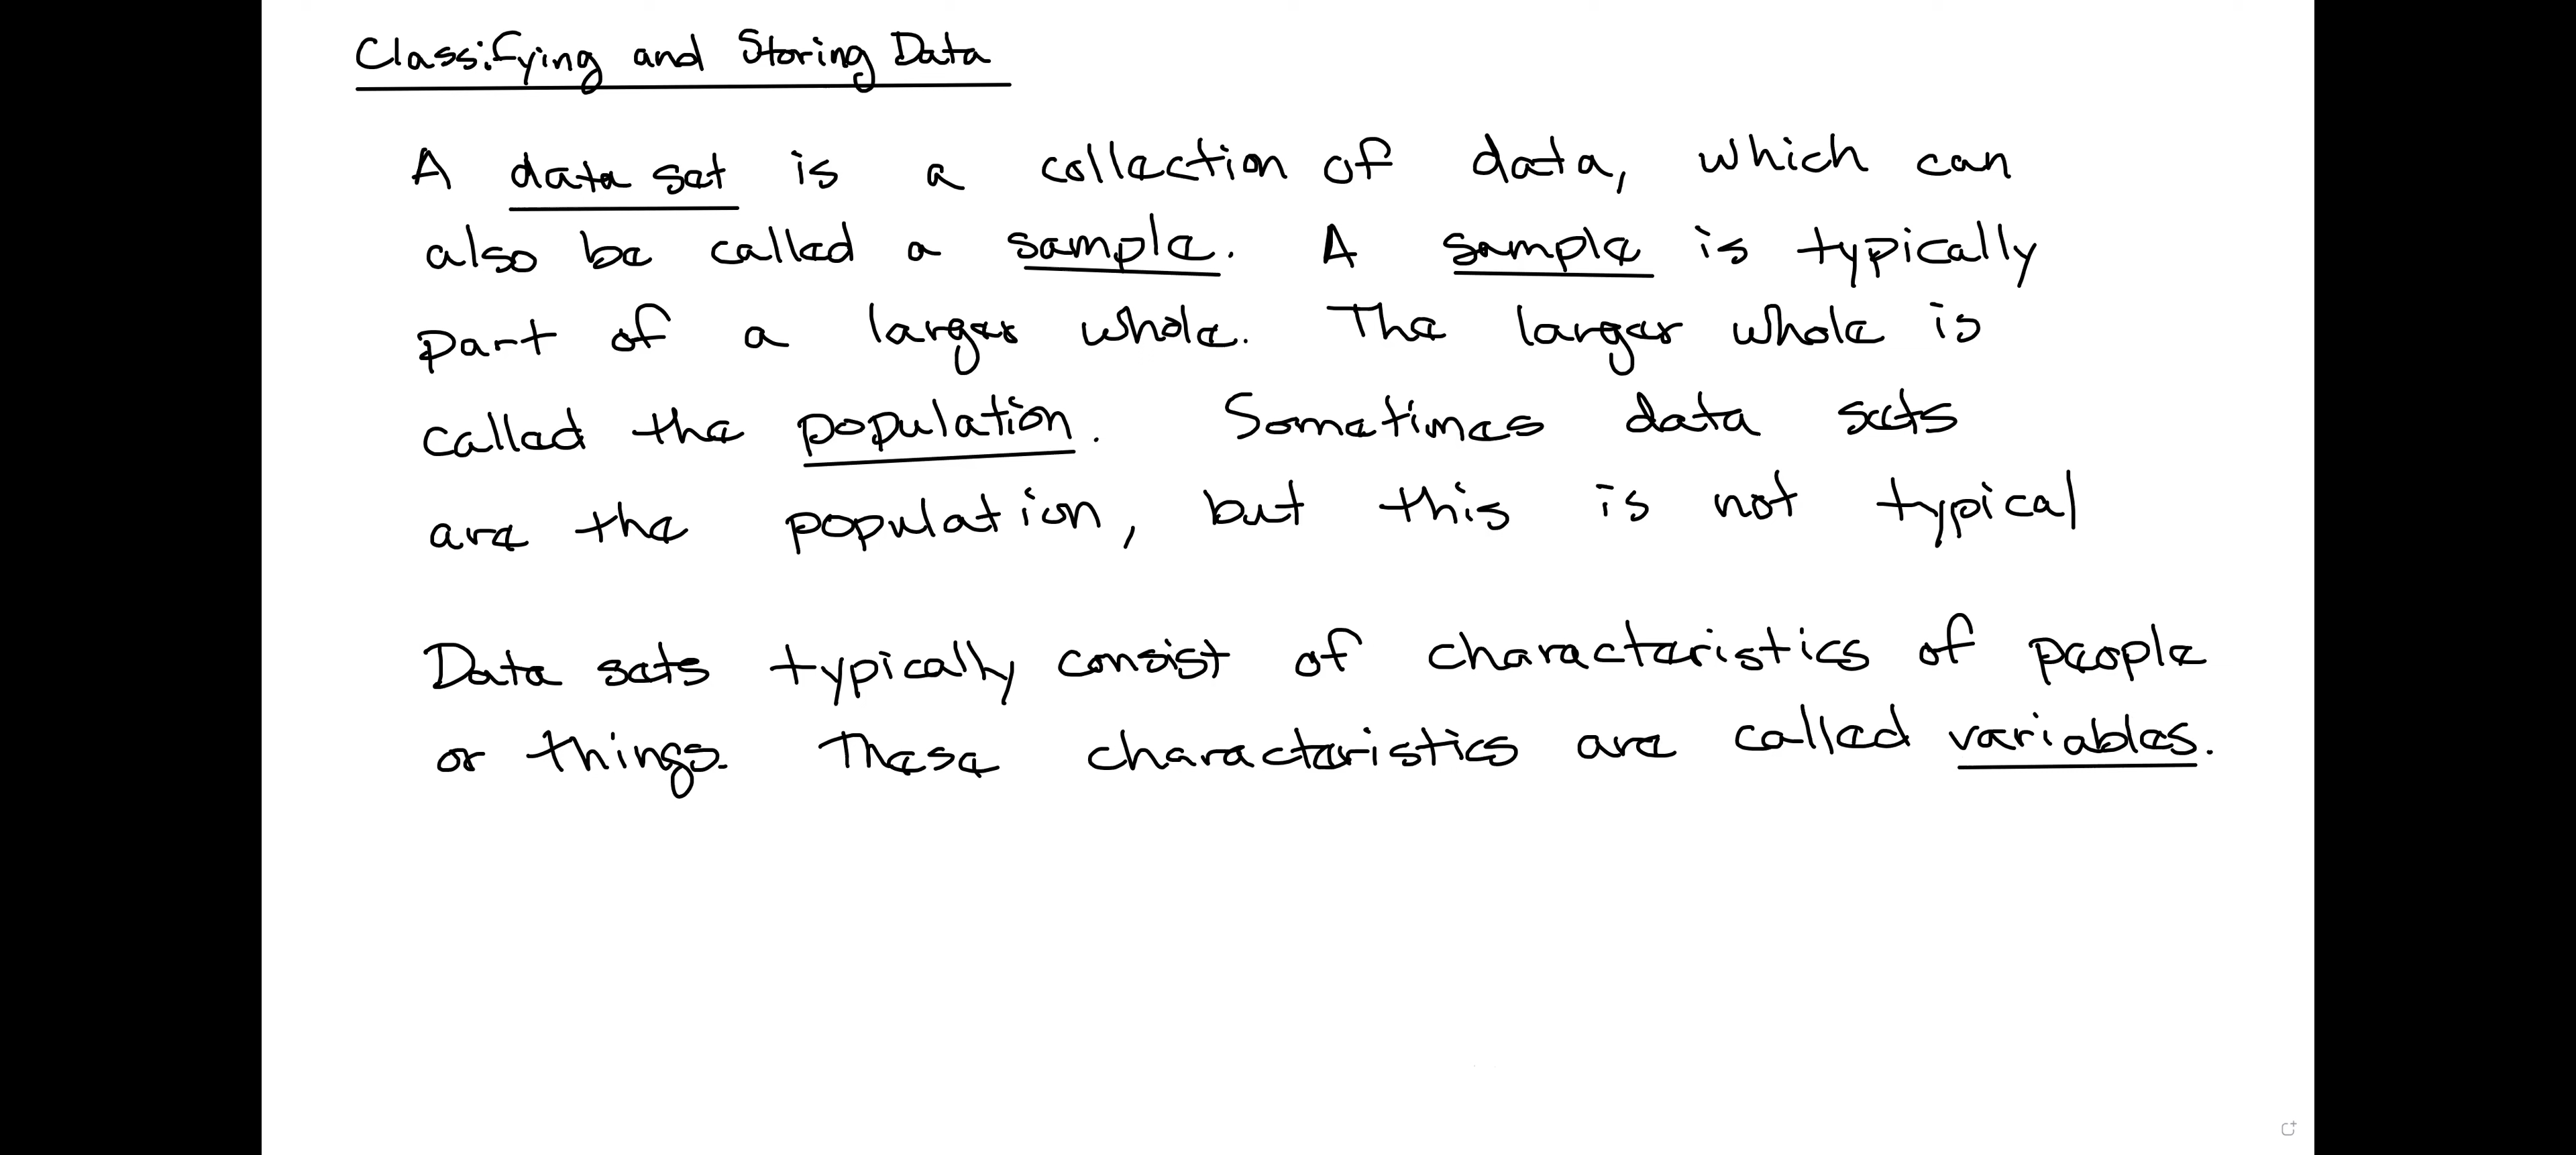 Classifying and Storing Data
A data set is a collection of data, which can
also be called a sample. A sample is typically
part of a larger whole. The larger whole is
called the population. Sometimes data sets
are the population, but this is not typical
Data sets typically consist of characteristics of people
or things. These characteristics are called variables.